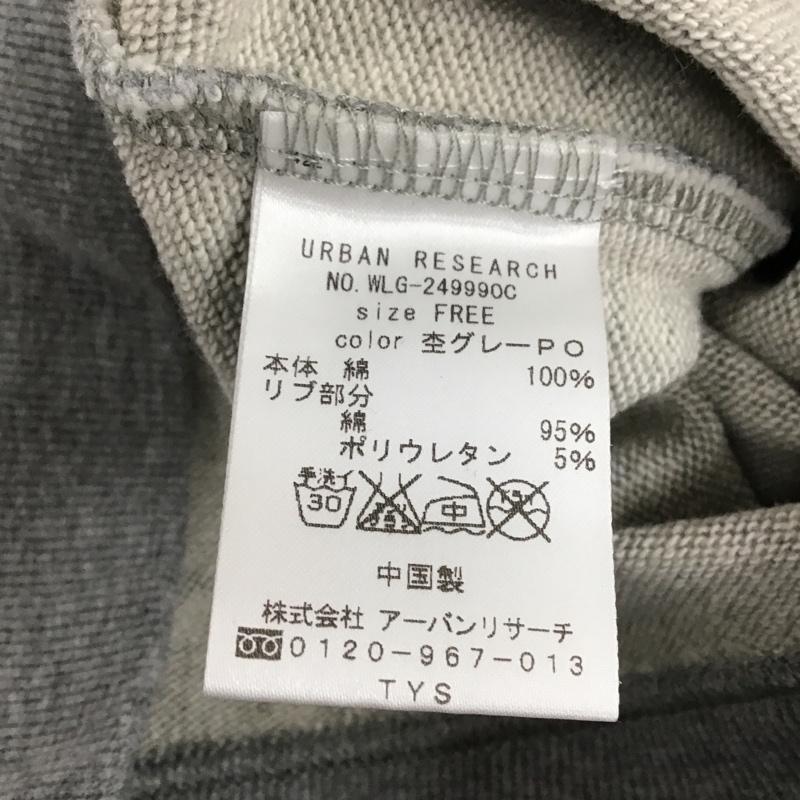 URBAN RESEARCH
NO. WLG-249990C
size FREE
color 杢グレーPO
本体 綿 100%
リブ部分
綿 95%
ポリウレタン 5%
手洗イ
30 中
中国製
株式会社 アーバンリサーチ
0120-967-013
TYS